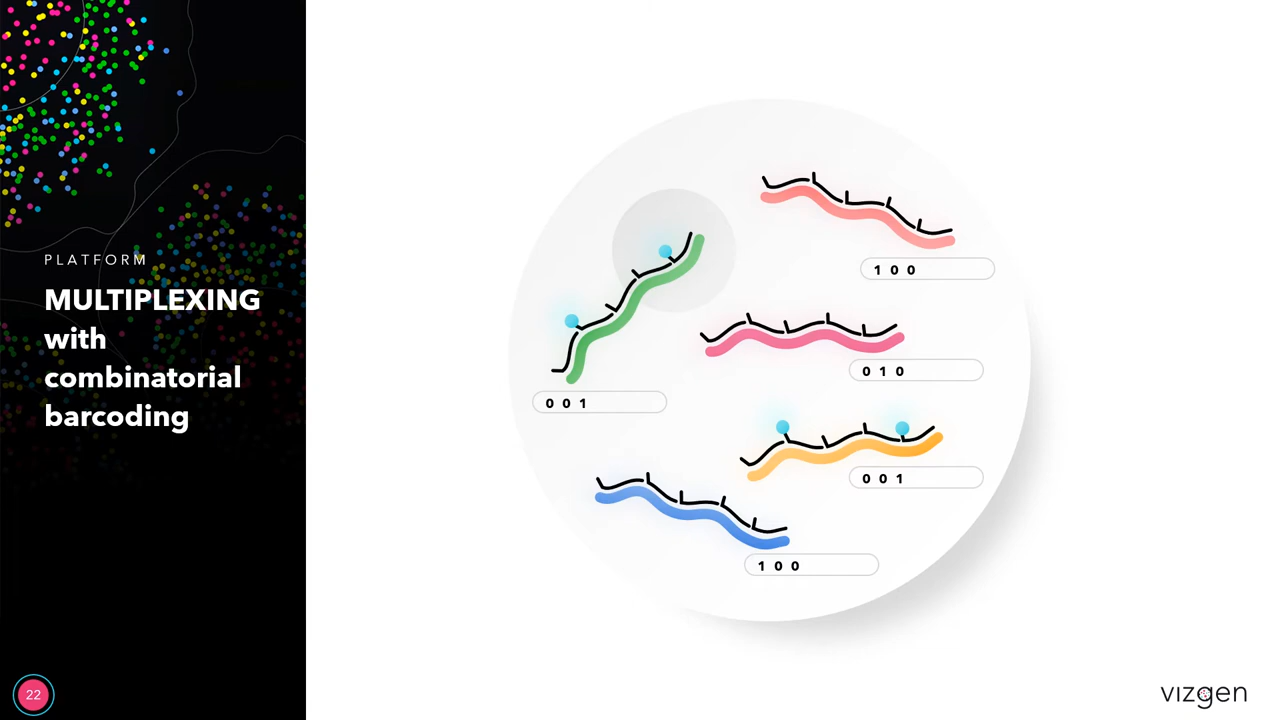 PLATFORM
MULTIPLEXING
with
combinatorial
barcoding
1 0 0
0 1 0
0 0 1
0 0 1
1 0 0
22
vizgen